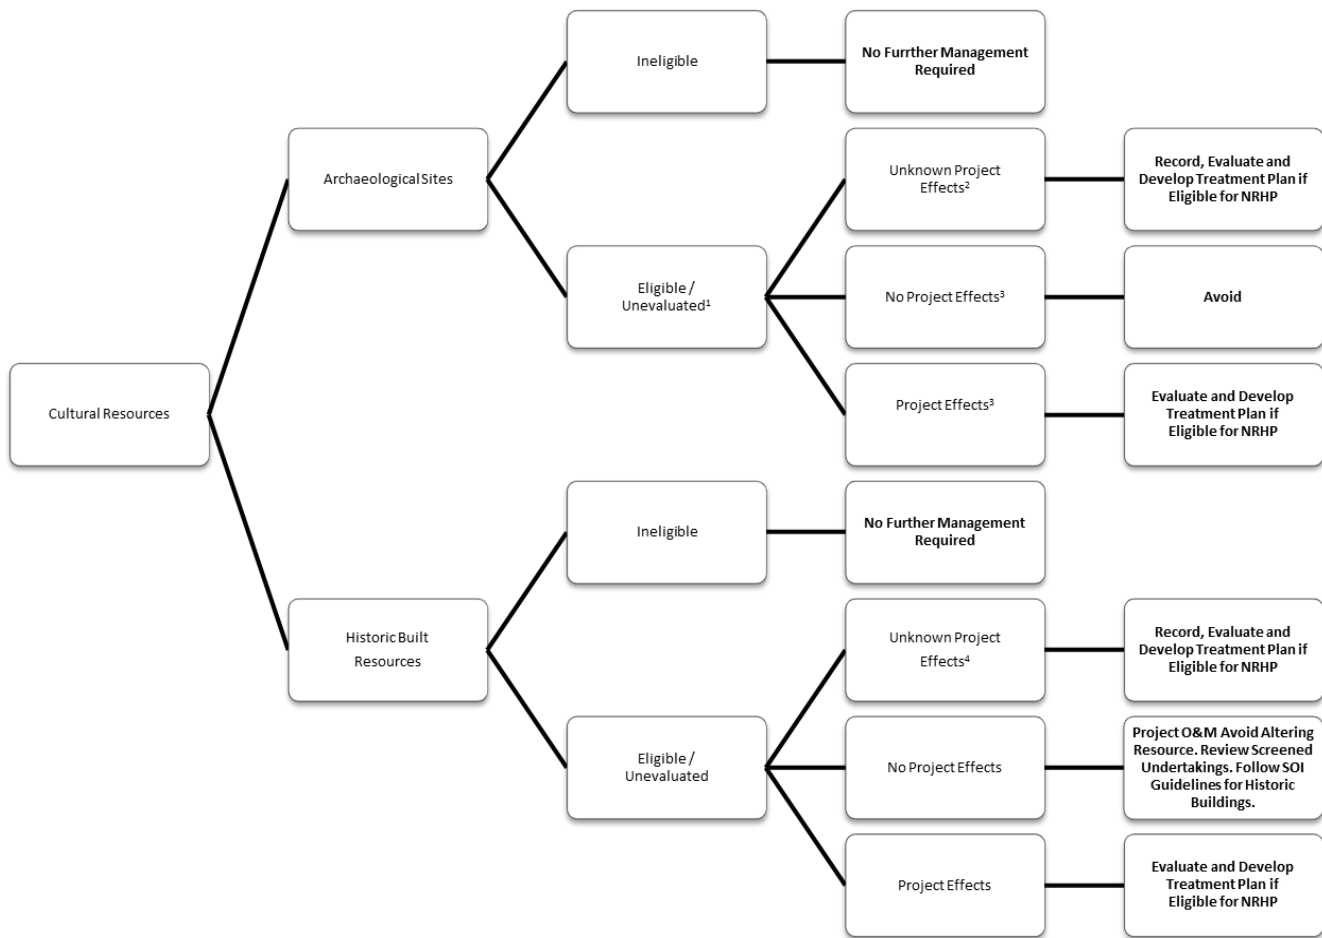 Cultural Resources
Archaeological Sites
Ineligible
No Furrther Management
Required
Eligible /
Unevaluated¹
Unknown Project
Effects²
Record, Evaluate and
Develop Treatment Plan if
Eligible for NRHP
No Project Effects³
Avoid
Project Effects³
Evaluate and Develop
Treatment Plan if
Eligible for NRHP
Historic Built
Resources
Ineligible
No Further Management
Required
Eligible /
Unevaluated
Unknown Project
Effects⁴
Record, Evaluate and
Develop Treatment Plan if
Eligible for NRHP
No Project Effects
Project O&M Avoid Altering
Resource. Review Screened
Undertakings. Follow SOI
Guidelines for Historic
Buildings.
Project Effects
Evaluate and Develop
Treatment Plan if
Eligible for NRHP